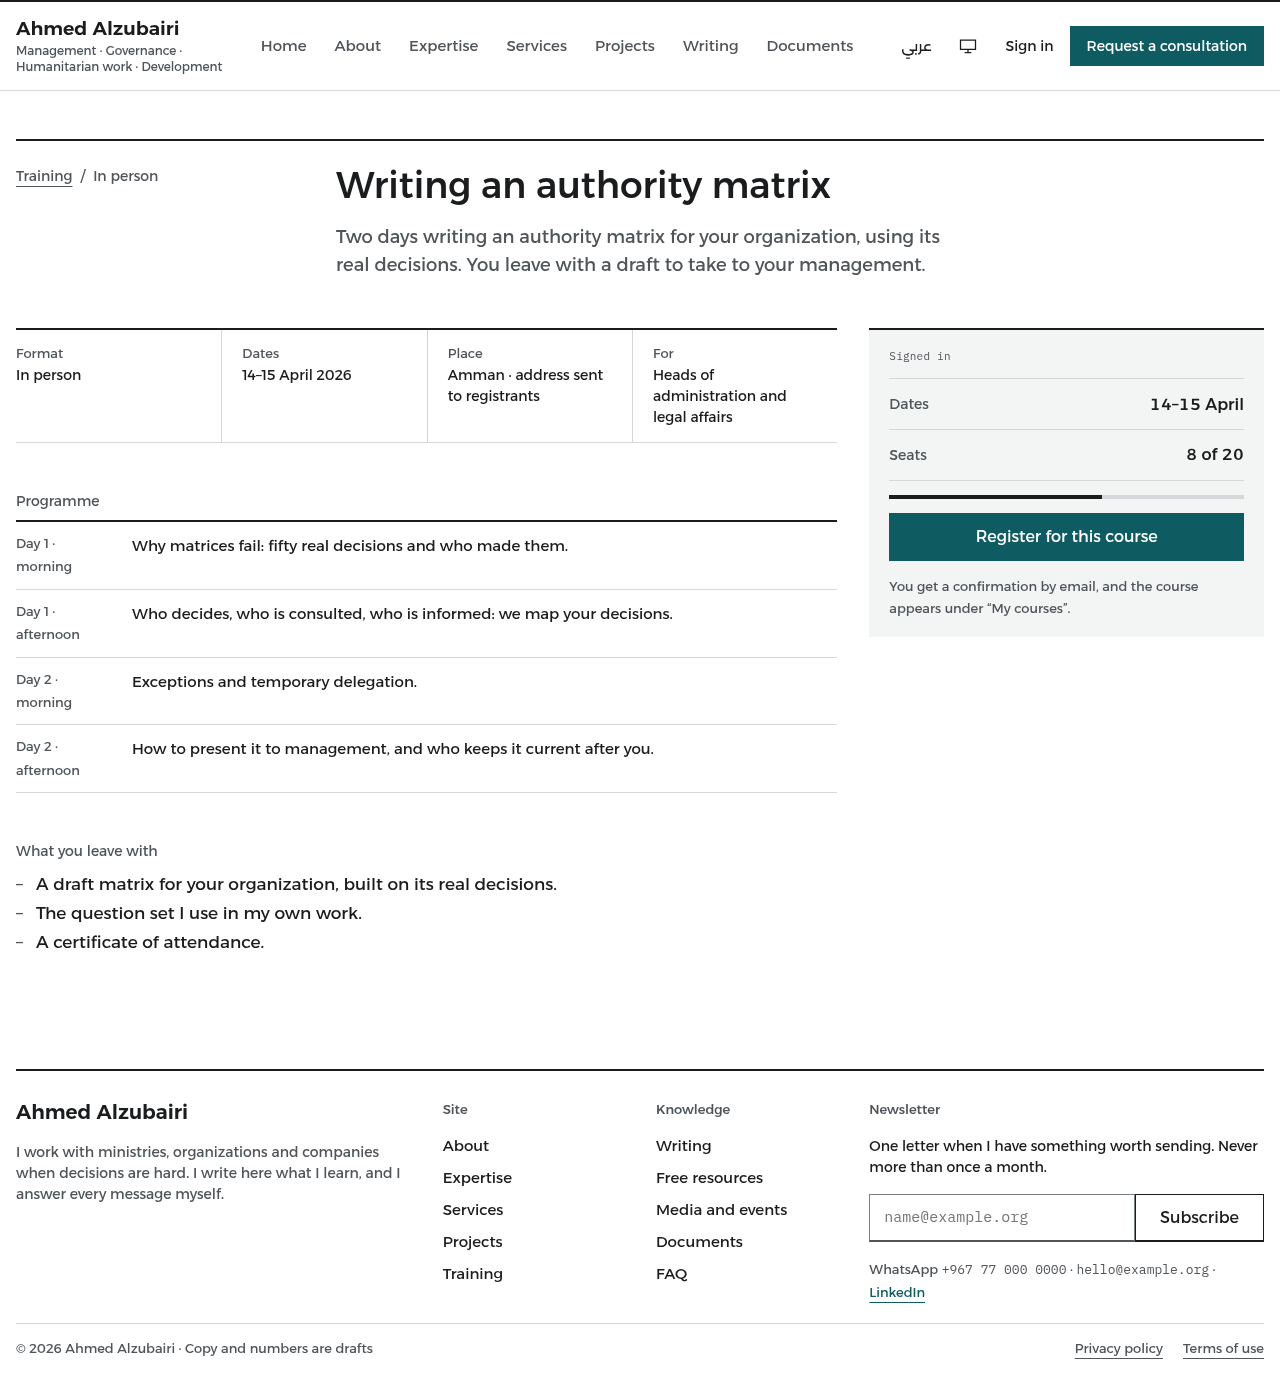 Ahmed Alzubairi
Management · Governance ·
Humanitarian work · Development
Home About Expertise Services Projects Writing Documents
عربي
Sign in
Request a consultation
Training / In person
Writing an authority matrix
Two days writing an authority matrix for your organization, using its
real decisions. You leave with a draft to take to your management.
Format
In person
Dates
14–15 April 2026
Place
Amman · address sent
to registrants
For
Heads of
administration and
legal affairs
Signed in
Dates 14–15 April
Seats 8 of 20
Register for this course
You get a confirmation by email, and the course
appears under “My courses”.
Programme
Day 1 ·
morning
Why matrices fail: fifty real decisions and who made them.
Day 1 ·
afternoon
Who decides, who is consulted, who is informed: we map your decisions.
Day 2 ·
morning
Exceptions and temporary delegation.
Day 2 ·
afternoon
How to present it to management, and who keeps it current after you.
What you leave with
– A draft matrix for your organization, built on its real decisions.
– The question set I use in my own work.
– A certificate of attendance.
Ahmed Alzubairi
I work with ministries, organizations and companies
when decisions are hard. I write here what I learn, and I
answer every message myself.
Site
About
Expertise
Services
Projects
Training
Knowledge
Writing
Free resources
Media and events
Documents
FAQ
Newsletter
One letter when I have something worth sending. Never
more than once a month.
name@example.org
Subscribe
WhatsApp +967 77 000 0000 · hello@example.org ·
LinkedIn
© 2026 Ahmed Alzubairi · Copy and numbers are drafts
Privacy policy Terms of use